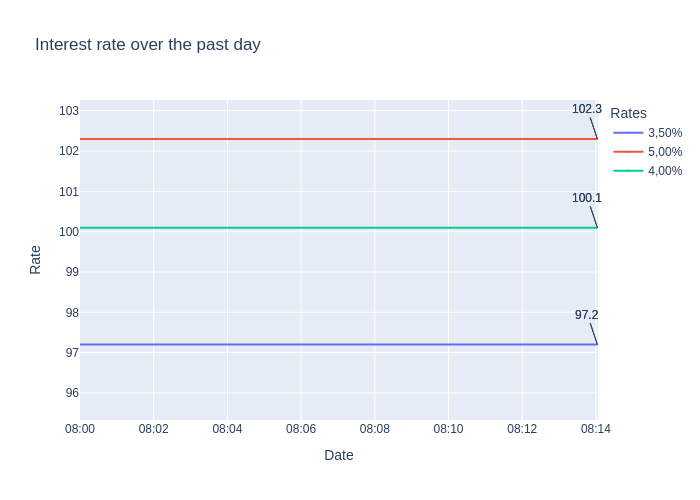 Interest rate over the past day
103
102
101
100
99
98
97
96
Rate
08:00 08:02 08:04 08:06 08:08 08:10 08:12 08:14
Date
102.3
100.1
97.2
Rates
3,50%
5,00%
4,00%